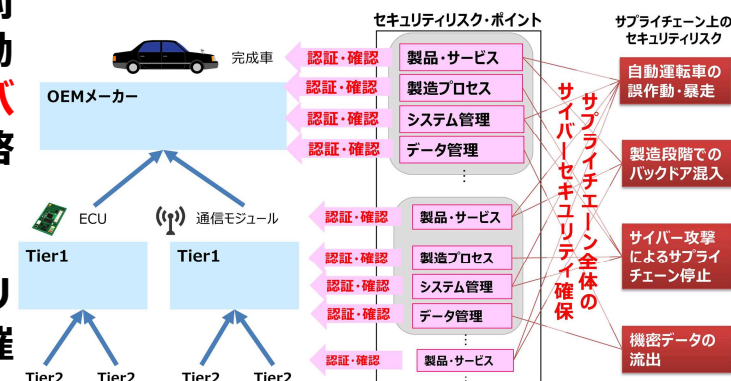 セキュリティリスク・ポイント
サプライチェーン上の
セキュリティリスク
完成車
OEMメーカー
認証・確認
製品・サービス
認証・確認
製造プロセス
認証・確認
システム管理
認証・確認
データ管理
⋮
ECU
通信モジュール
Tier1
Tier1
認証・確認
製品・サービス
認証・確認
製造プロセス
認証・確認
システム管理
認証・確認
データ管理
⋮
Tier2
Tier2
Tier2
Tier2
認証・確認
製品・サービス
サプライチェーン全体の
サイバーセキュリティ確保
自動運転車の
誤作動・暴走
製造段階での
バックドア混入
サイバー攻撃
によるサプライ
チェーン停止
機密データの
流出